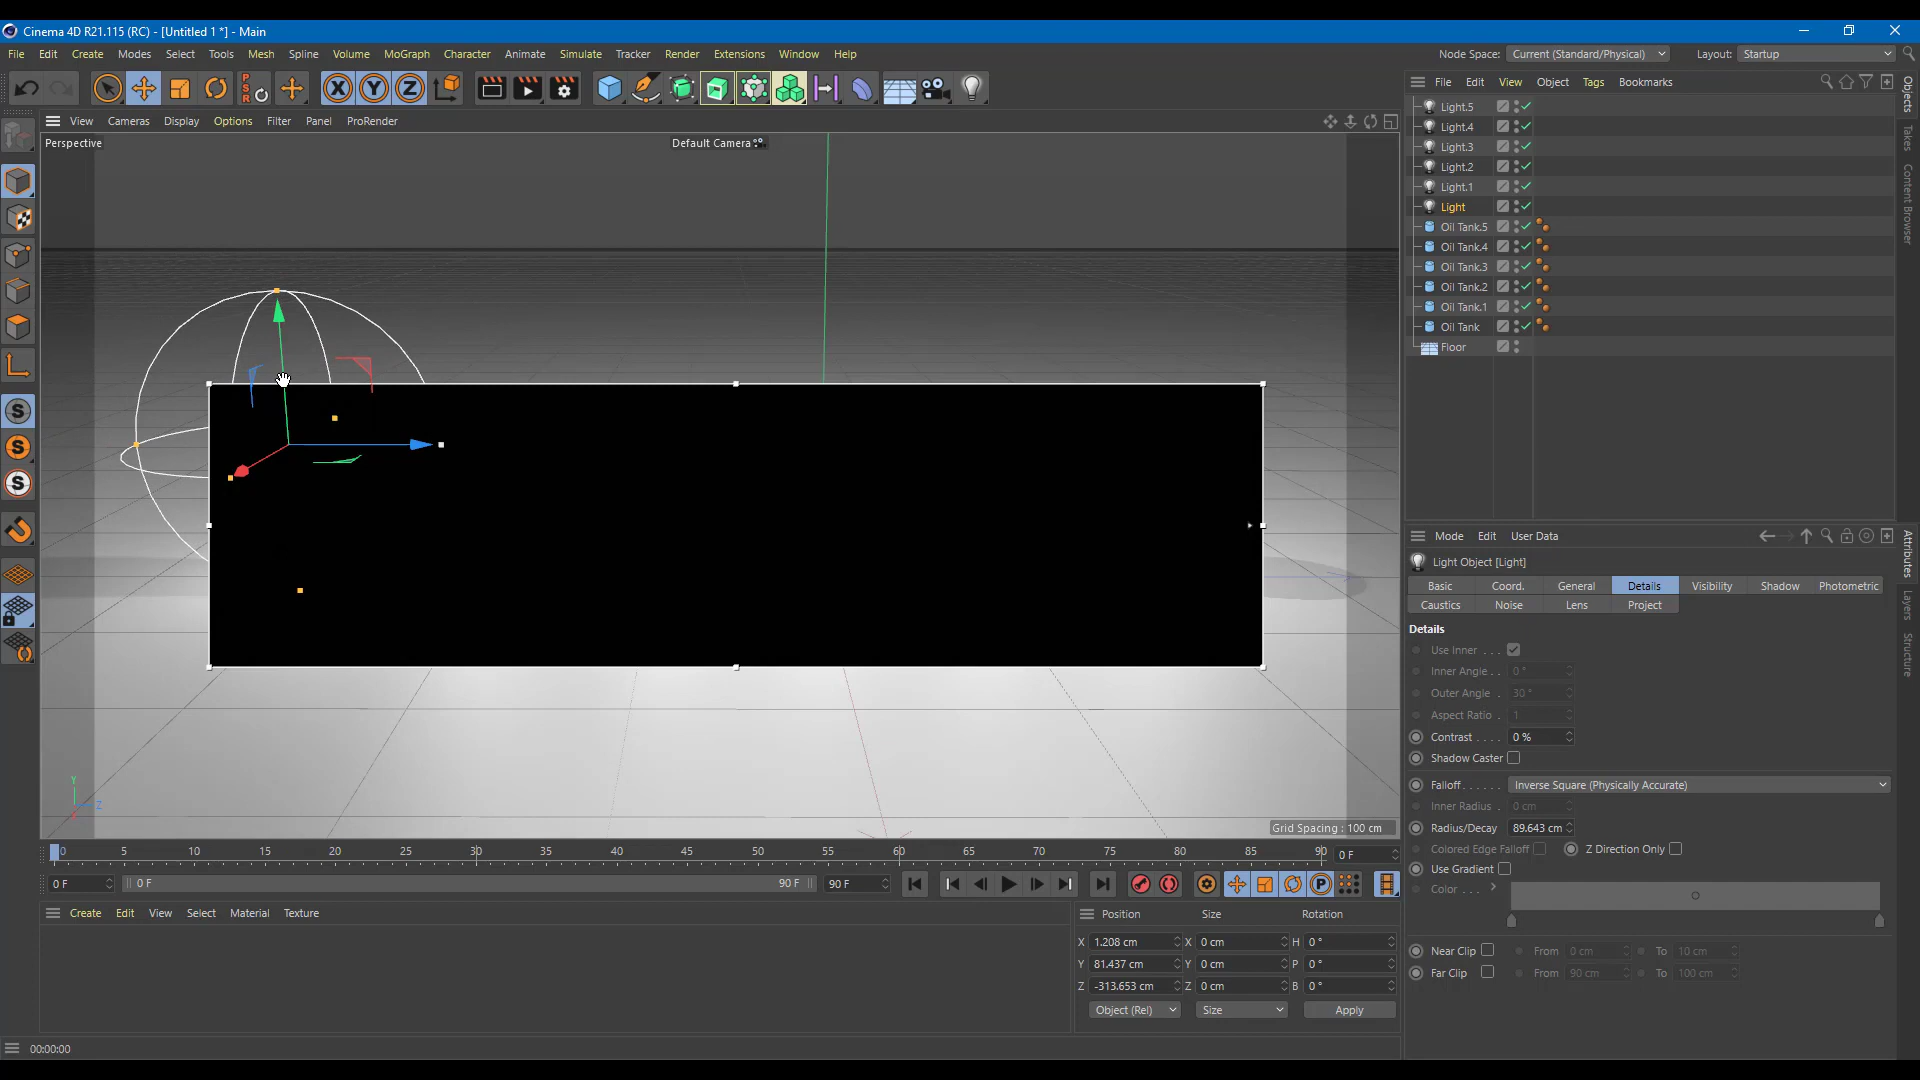 Cinema 4D R21.115 (RC) - [Untitled 1 *] - Main
File Edit Create Modes Select Tools Mesh Spline Volume MoGraph Character Animate Simulate Tracker Render Extensions Window Help
Node Space: Current (Standard/Physical) Layout: Startup
P S R X Y Z
File Edit View Object Tags Bookmarks
View Cameras Display Options Filter Panel ProRender
Perspective
Default Camera
Light.5
Light.4
Light.3
Light.2
Light.1
Light
Oil Tank.5
Oil Tank.4
Oil Tank.3
Oil Tank.2
Oil Tank.1
Oil Tank
Floor
Objects
Takes
Content Browser
S
S
S
Y
Z
Grid Spacing : 100 cm
Mode Edit User Data
Light Object [Light]
Basic Coord. General Details Visibility Shadow Photometric
Caustics Noise Lens Project
Details
Use Inner . . .
Inner Angle . . 0 °
Outer Angle . 30 °
Aspect Ratio . 1
Contrast . . . . 0 %
Shadow Caster
Falloff . . . . . . Inverse Square (Physically Accurate)
Inner Radius . 0 cm
Radius/Decay 89.643 cm
Colored Edge Falloff Z Direction Only
Use Gradient
Color . . .
Near Clip From 0 cm To 10 cm
Far Clip From 90 cm To 100 cm
Attributes
Layers
Structure
0 5 10 15 20 25 30 35 40 45 50 55 60 65 70 75 80 85 90 0 F
0 F 0 F 90 F 90 F P
Create Edit View Select Material Texture
Position Size Rotation
X 1.208 cm X 0 cm H 0 °
Y 81.437 cm Y 0 cm P 0 °
Z -313.653 cm Z 0 cm B 0 °
Object (Rel) Size Apply
00:00:00